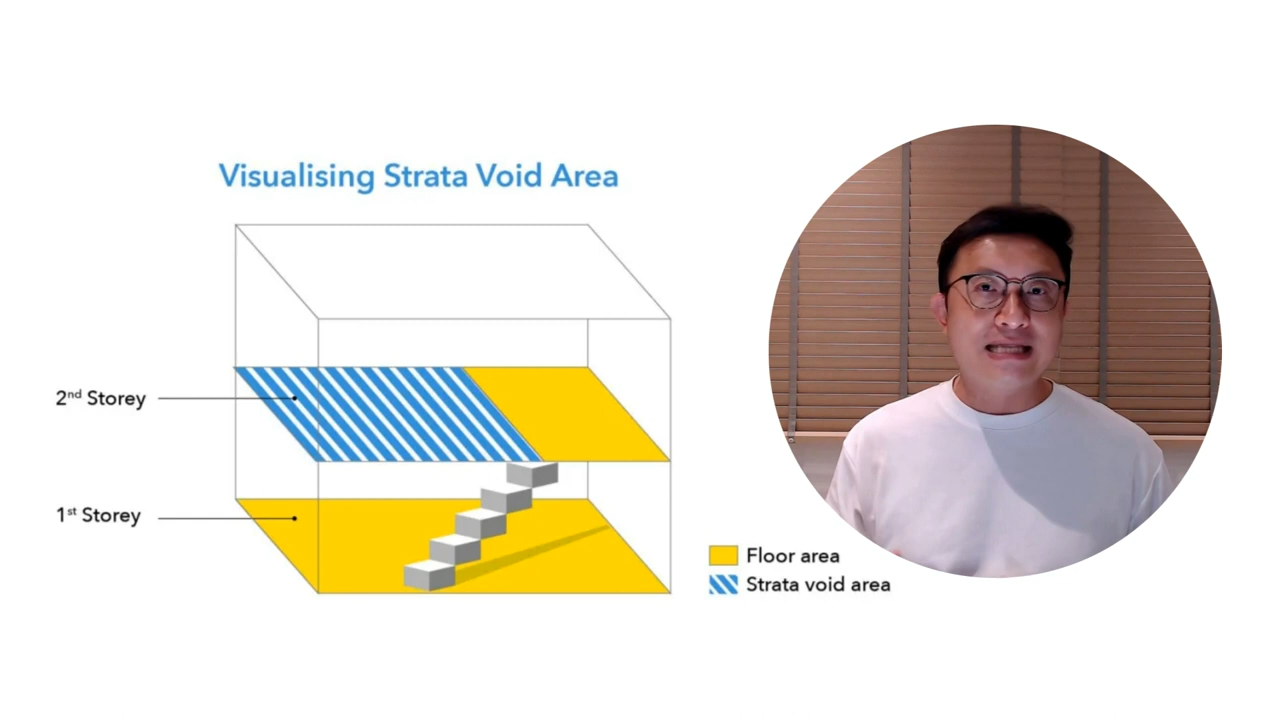 Visualising Strata Void Area
2nd Storey
1st Storey
Floor area
Strata void area